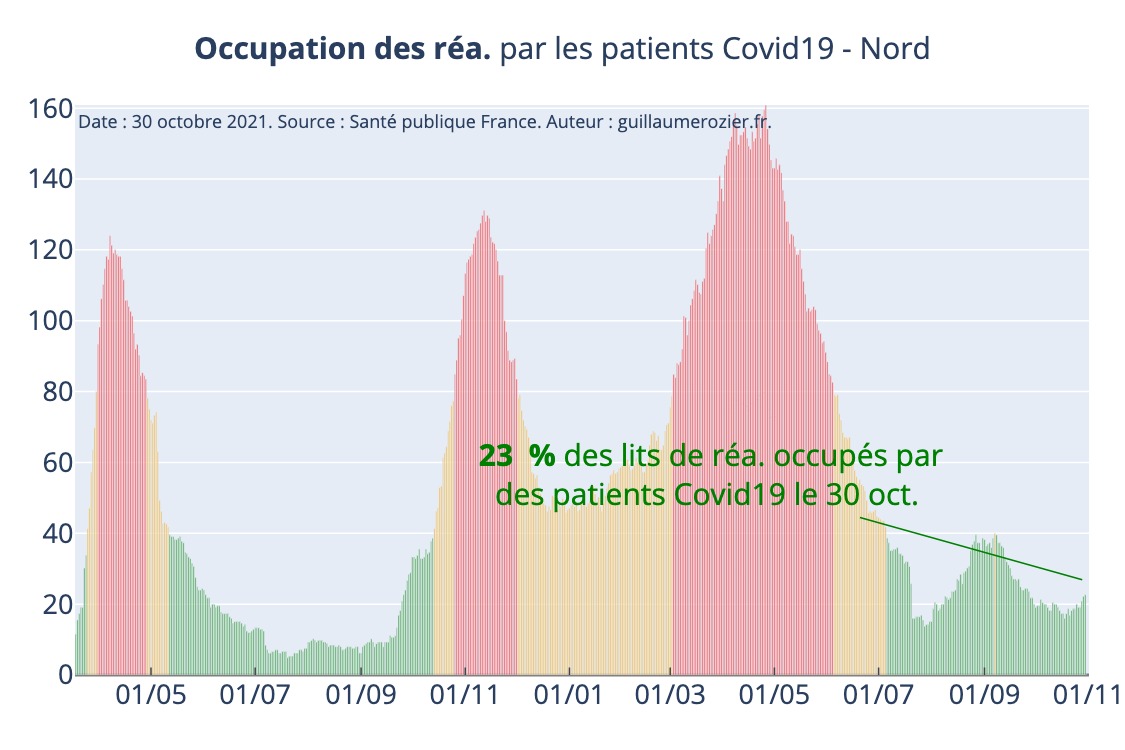 Occupation des réa. par les patients Covid19 - Nord
160
Date : 30 octobre 2021. Source : Santé publique France. Auteur : guillaumerozier.fr.
140
120
100
80
60
23 % des lits de réa. occupés par
des patients Covid19 le 30 oct.
40
20
0
01/05 01/07 01/09 01/11 01/01 01/03 01/05 01/07 01/09 01/11